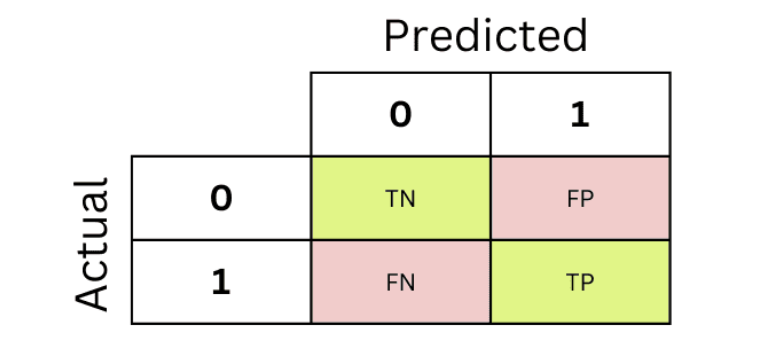 Predicted
0 1
Actual
0 TN FP
1 FN TP